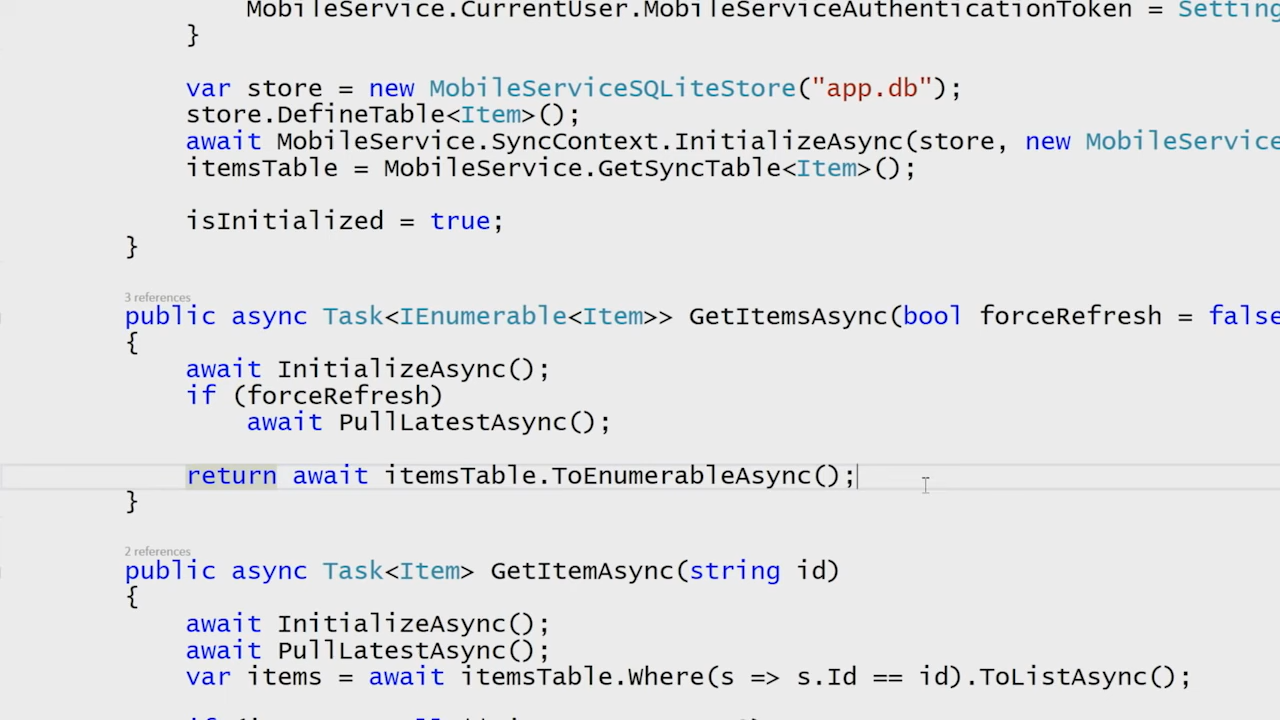 MobileService.CurrentUser.MobileServiceAuthenticationToken = Setting
}
var store = new MobileServiceSQLiteStore("app.db");
store.DefineTable<Item>();
await MobileService.SyncContext.InitializeAsync(store, new MobileService
itemsTable = MobileService.GetSyncTable<Item>();
isInitialized = true;
}
3 references
public async Task<IEnumerable<Item>> GetItemsAsync(bool forceRefresh = false
{
await InitializeAsync();
if (forceRefresh)
await PullLatestAsync();
return await itemsTable.ToEnumerableAsync();
}
2 references
public async Task<Item> GetItemAsync(string id)
{
await InitializeAsync();
await PullLatestAsync();
var items = await itemsTable.Where(s => s.Id == id).ToListAsync();